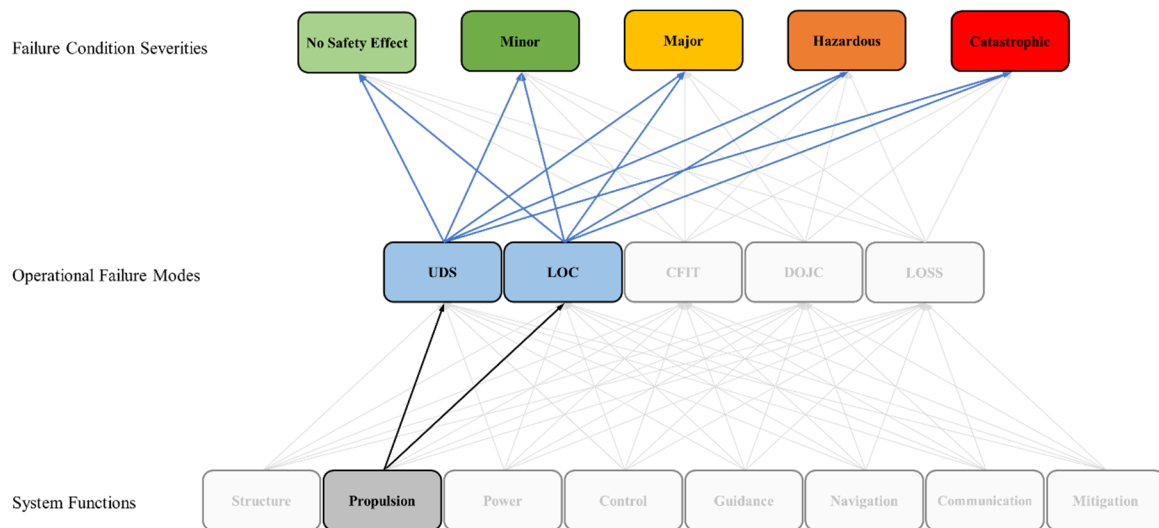 Failure Condition Severities
No Safety Effect
Minor
Major
Hazardous
Catastrophic
Operational Failure Modes
UDS
LOC
CFIT
DOJC
LOSS
System Functions
Structure
Propulsion
Power
Control
Guidance
Navigation
Communication
Mitigation